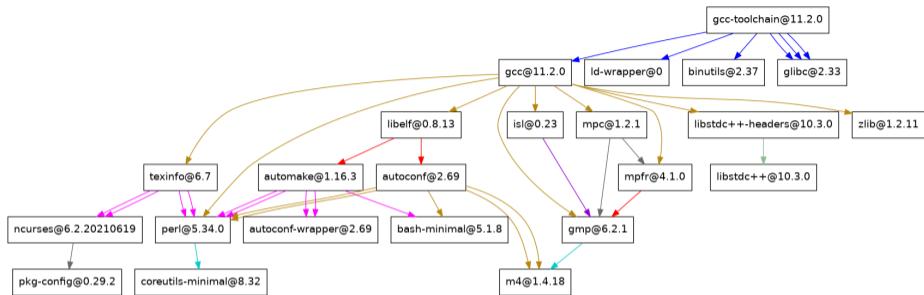 gcc-toolchain@11.2.0
gcc@11.2.0
ld-wrapper@0
binutils@2.37
glibc@2.33
libelf@0.8.13
isl@0.23
mpc@1.2.1
libstdc++-headers@10.3.0
zlib@1.2.11
texinfo@6.7
automake@1.16.3
autoconf@2.69
mpfr@4.1.0
libstdc++@10.3.0
ncurses@6.2.20210619
perl@5.34.0
autoconf-wrapper@2.69
bash-minimal@5.1.8
gmp@6.2.1
pkg-config@0.29.2
coreutils-minimal@8.32
m4@1.4.18